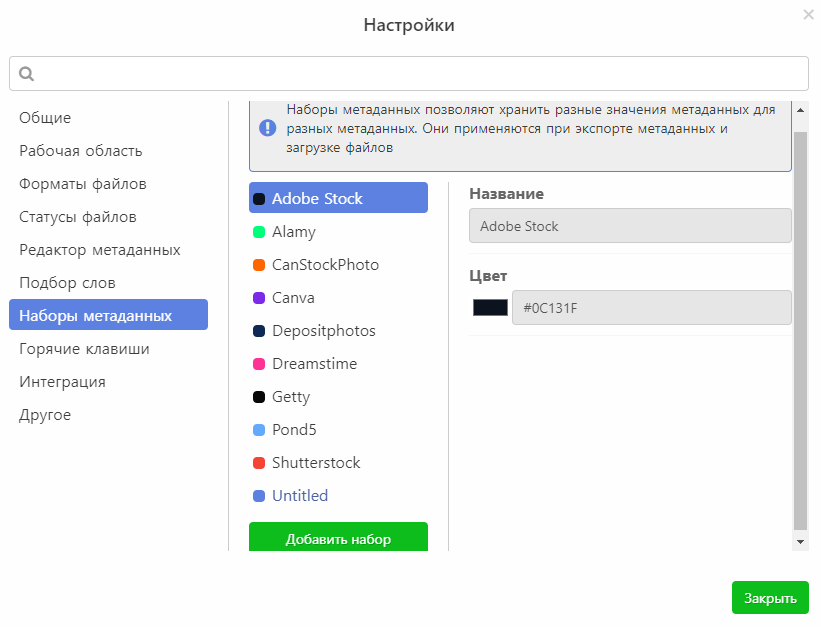 Настройки
Общие
Рабочая область
Форматы файлов
Статусы файлов
Редактор метаданных
Подбор слов
Наборы метаданных
Горячие клавиши
Интеграция
Другое
Наборы метаданных позволяют хранить разные значения метаданных для
разных метаданных. Они применяются при экспорте метаданных и
загрузке файлов
Adobe Stock
Alamy
CanStockPhoto
Canva
Depositphotos
Dreamstime
Getty
Pond5
Shutterstock
Untitled
Добавить набор
Название
Adobe Stock
Цвет
#0C131F
Закрыть